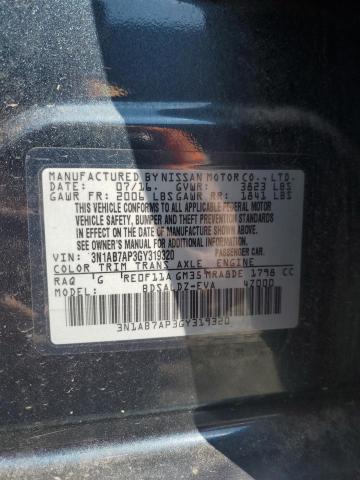 MANUFACTURED BY NISSAN MOTOR CO., LTD.
DATE: 07/16 GVWR: 3623 LBS
GAWR FR: 2006 LBS GAWR RR: 1841 LBS
THIS VEHICLE CONFORMS TO ALL APPLICABLE FEDERAL MOTOR
VEHICLE SAFETY, BUMPER AND THEFT PREVENTION STANDARDS
IN EFFECT ON THE DATE OF MANUFACTURE SHOWN ABOVE.
SEE OWNERS MANUAL FOR ADDITIONAL INFORMATION.
VIN: 3N1AB7AP3GY319320 PASSENGER CAR.
COLOR TRIM TRANS AXLE ENGINE
RAQ 'G 'RE0F11A GM35 MRA8DE 1798 CC
BDSALDZ-EVA 47000
3N1AB7AP3GY319320